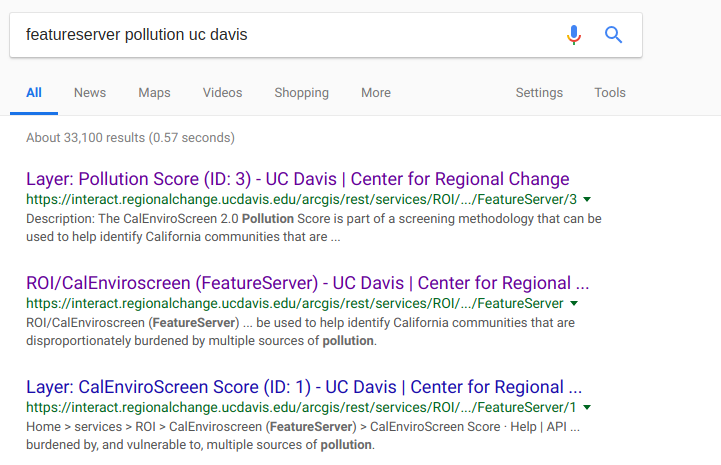 featureserver pollution uc davis
All News Maps Videos Shopping More Settings Tools
About 33,100 results (0.57 seconds)
Layer: Pollution Score (ID: 3) - UC Davis | Center for Regional Change
https://interact.regionalchange.ucdavis.edu/arcgis/rest/services/ROI/.../FeatureServer/3
Description: The CalEnviroScreen 2.0 Pollution Score is part of a screening methodology that can be
used to help identify California communities that are ...
ROI/CalEnviroscreen (FeatureServer) - UC Davis | Center for Regional ...
https://interact.regionalchange.ucdavis.edu/arcgis/rest/services/ROI/.../FeatureServer
ROI/CalEnviroscreen (FeatureServer) ... be used to help identify California communities that are
disproportionately burdened by multiple sources of pollution.
Layer: CalEnviroScreen Score (ID: 1) - UC Davis | Center for Regional ...
https://interact.regionalchange.ucdavis.edu/arcgis/rest/services/ROI/.../FeatureServer/1
Home > services > ROI > CalEnviroscreen (FeatureServer) > CalEnviroScreen Score · Help | API ...
burdened by, and vulnerable to, multiple sources of pollution.